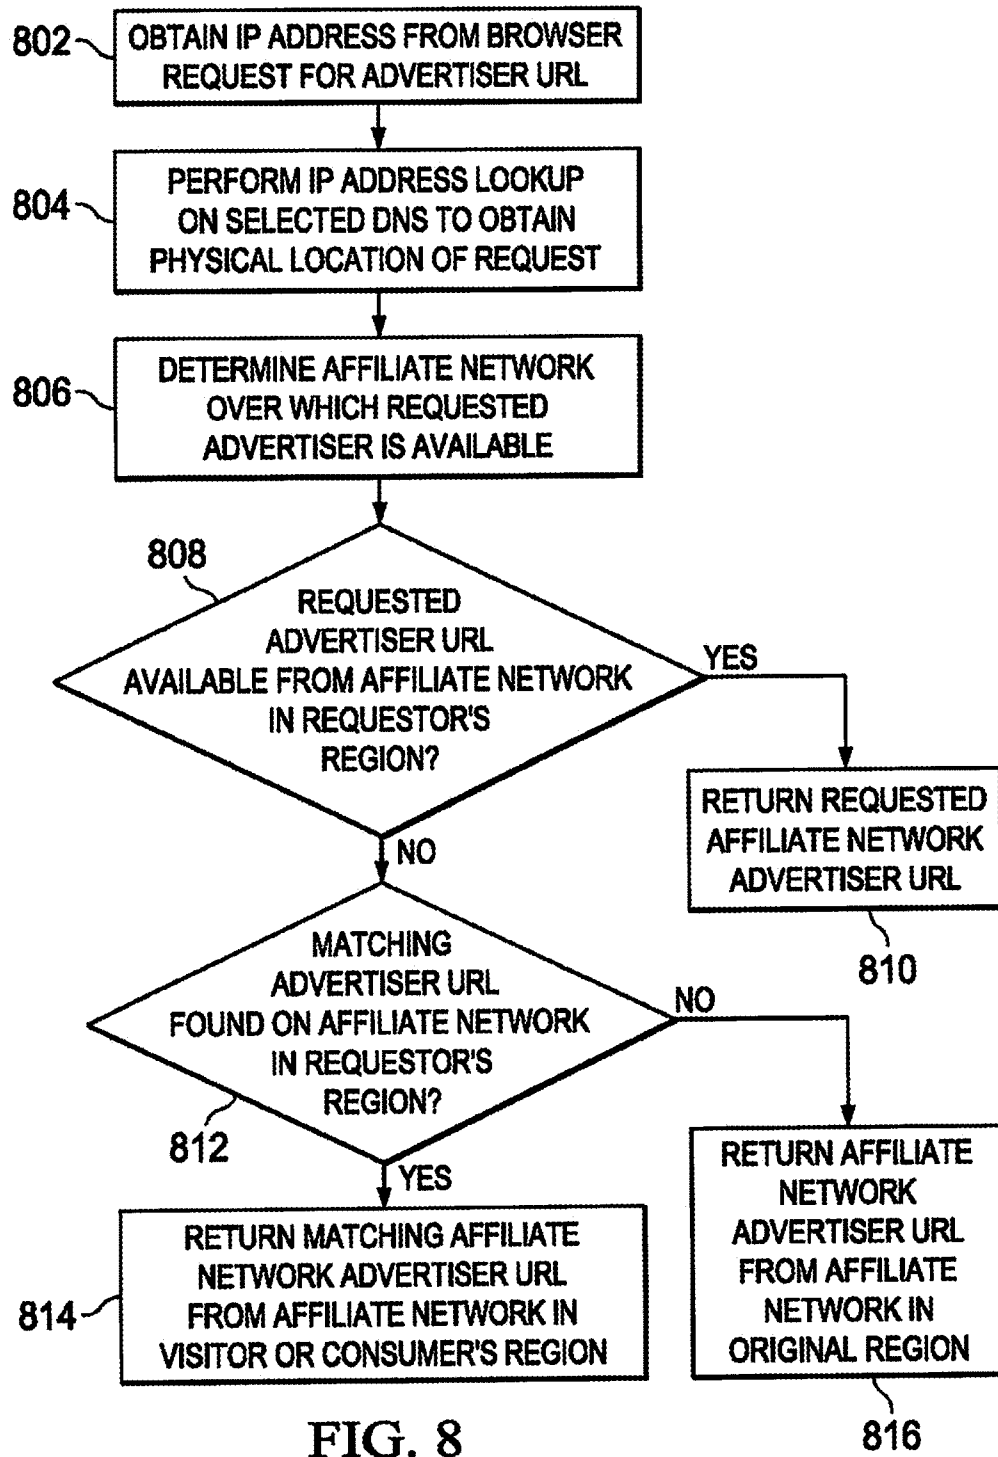 802
OBTAIN IP ADDRESS FROM BROWSER
REQUEST FOR ADVERTISER URL
804
PERFORM IP ADDRESS LOOKUP
ON SELECTED DNS TO OBTAIN
PHYSICAL LOCATION OF REQUEST
806
DETERMINE AFFILIATE NETWORK
OVER WHICH REQUESTED
ADVERTISER IS AVAILABLE
808
REQUESTED
ADVERTISER URL
AVAILABLE FROM AFFILIATE NETWORK
IN REQUESTOR'S
REGION?
YES
RETURN REQUESTED
AFFILIATE NETWORK
ADVERTISER URL
810
NO
MATCHING
ADVERTISER URL
FOUND ON AFFILIATE NETWORK
IN REQUESTOR'S
REGION?
812
NO
RETURN AFFILIATE
NETWORK
ADVERTISER URL
FROM AFFILIATE
NETWORK IN
ORIGINAL REGION
816
YES
814
RETURN MATCHING AFFILIATE
NETWORK ADVERTISER URL
FROM AFFILIATE NETWORK IN
VISITOR OR CONSUMER'S REGION
FIG. 8